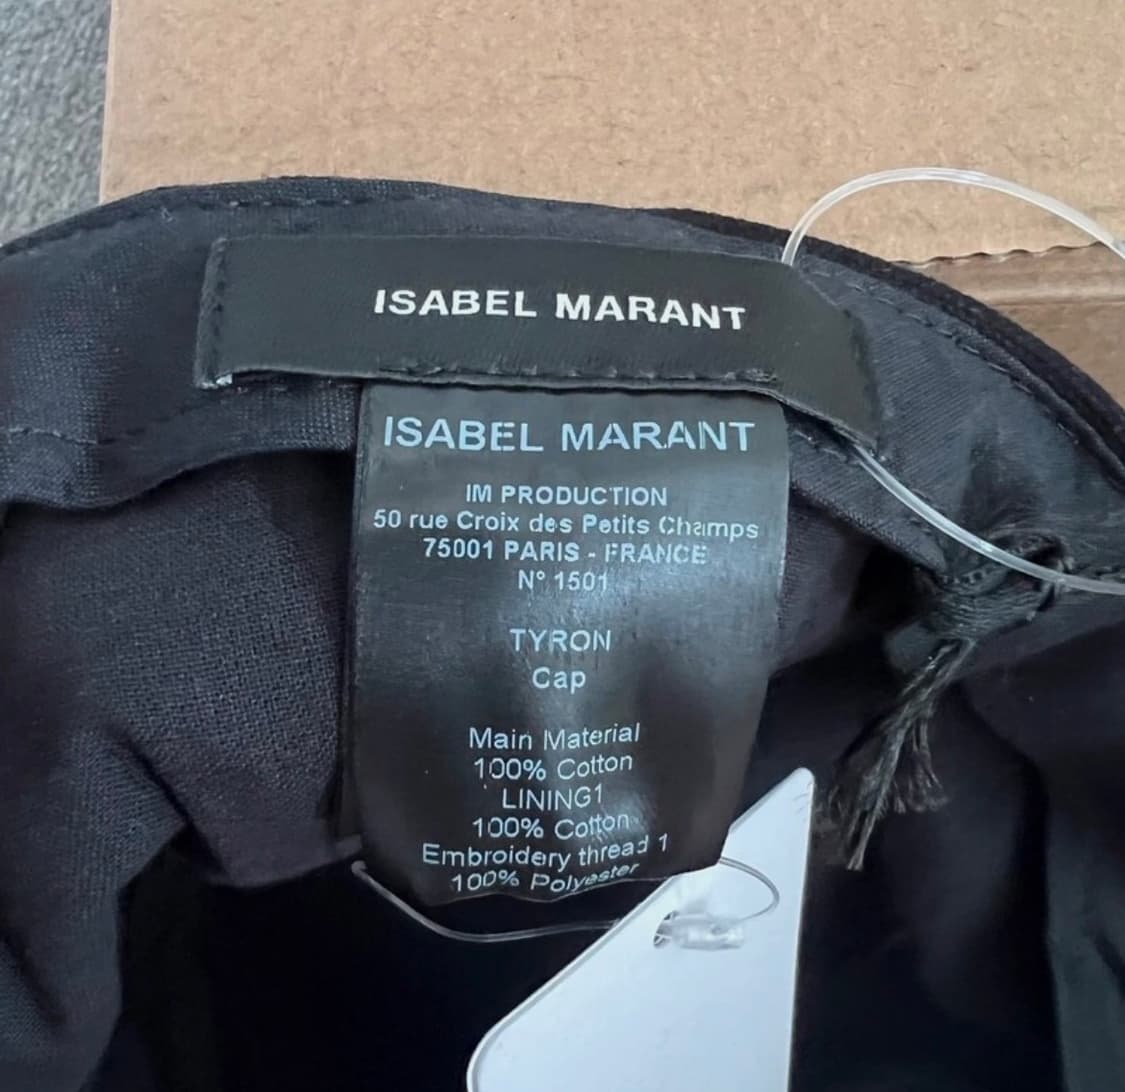 ISABEL MARANT
ISABEL MARANT
IM PRODUCTION
50 rue Croix des Petits Champs
75001 PARIS - FRANCE
N° 1501
TYRON
Cap
Main Material
100% Cotton
LINING1
100% Cotton
Embroidery thread 1
100% Polyester